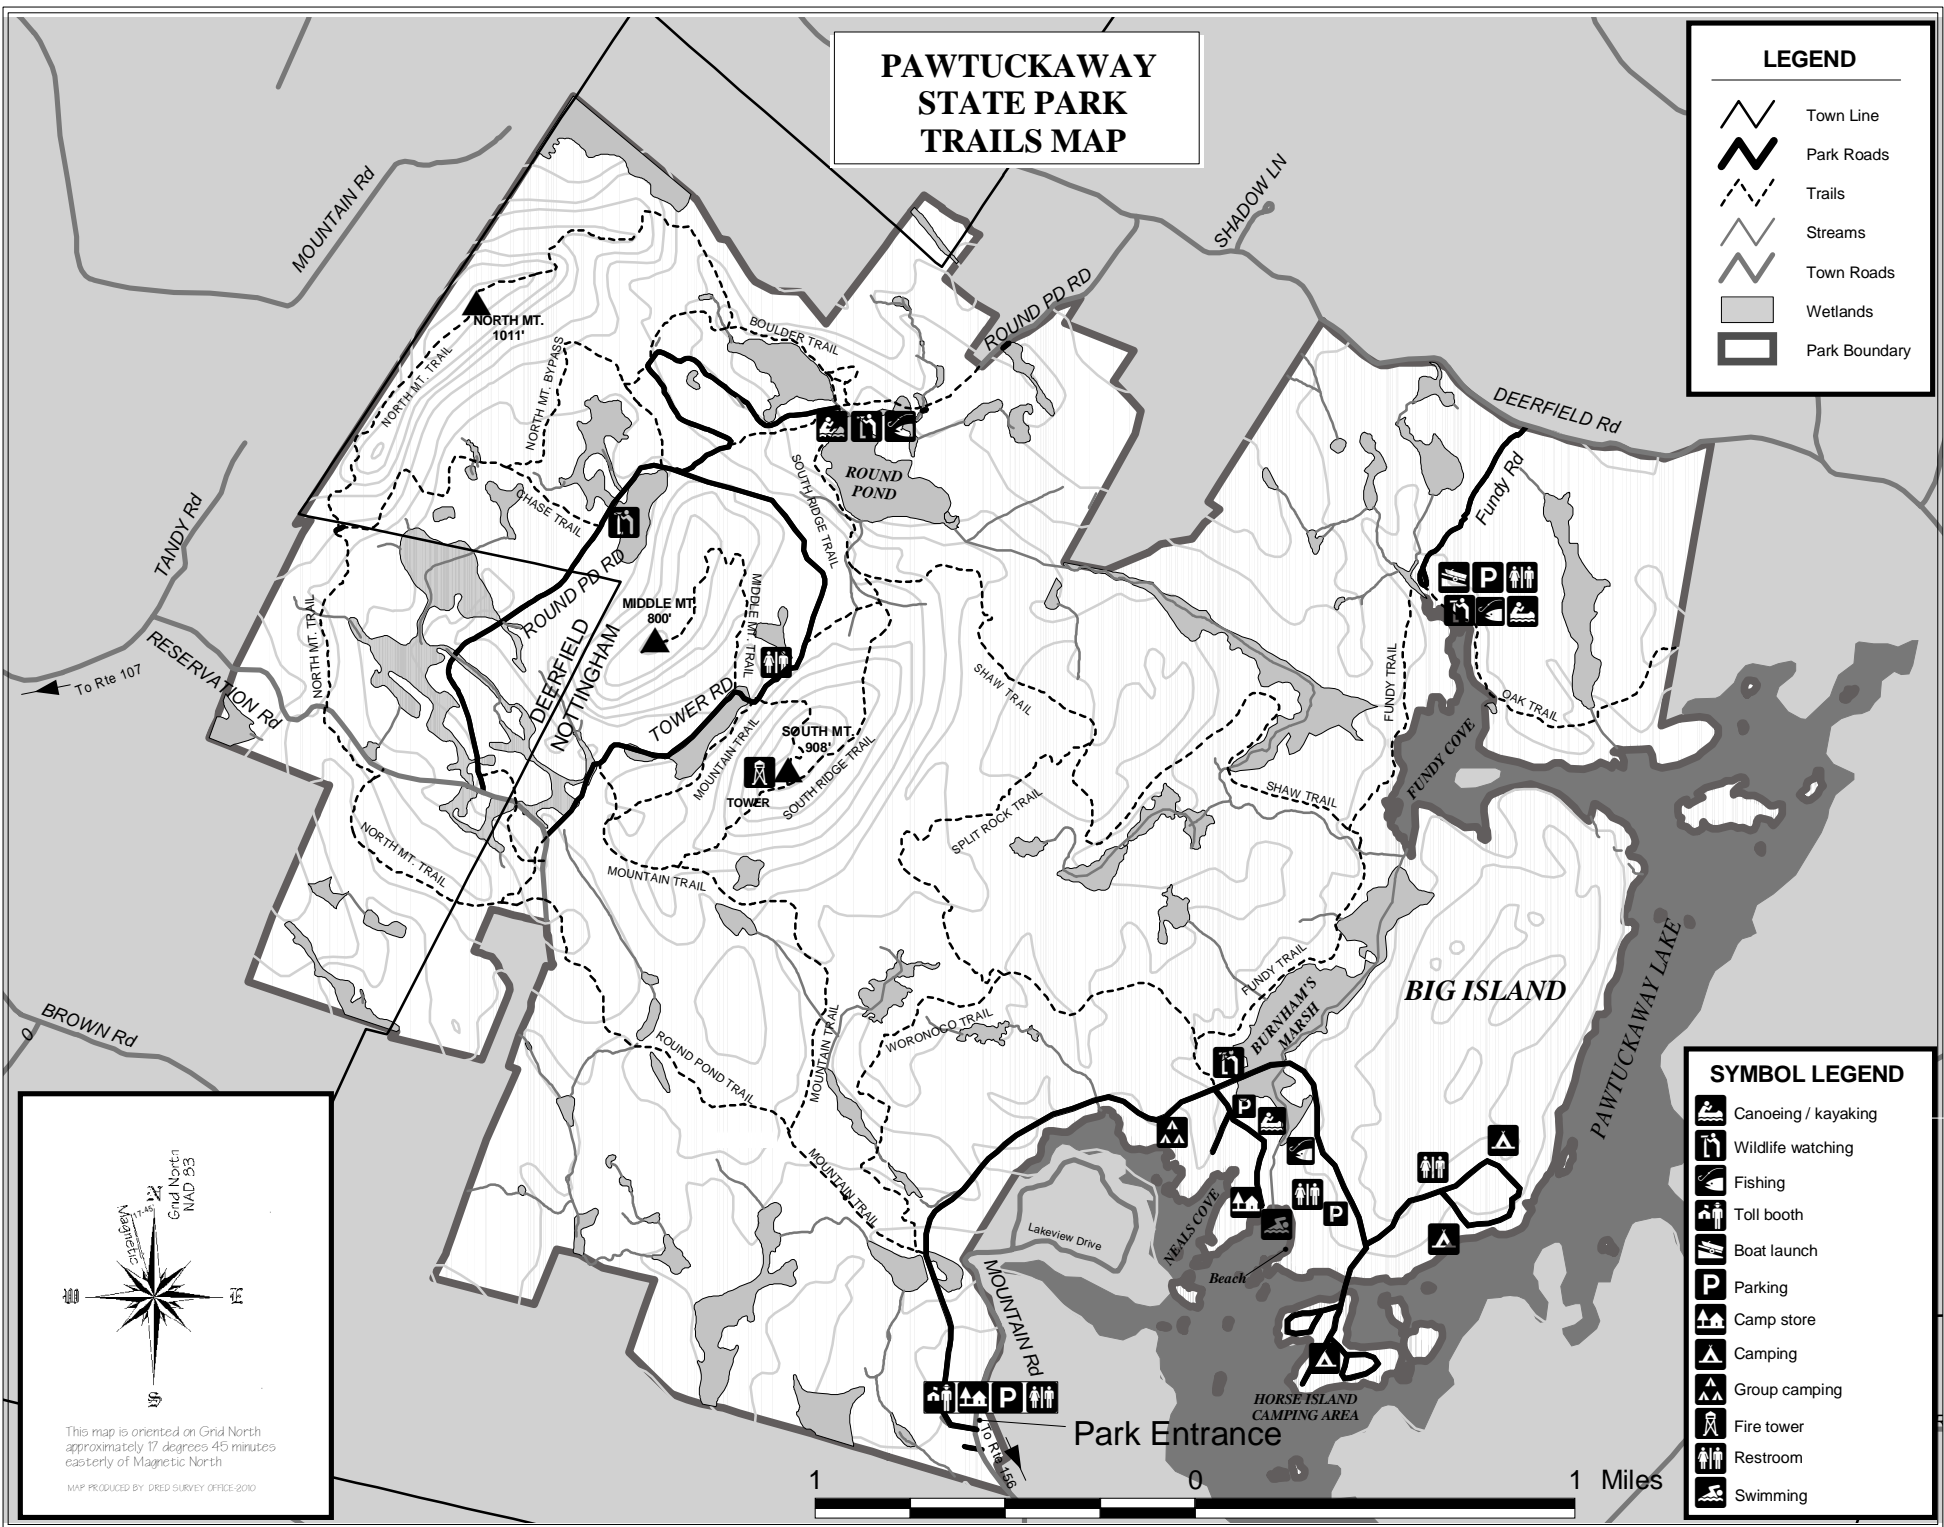 PAWTUCKAWAY
STATE PARK
TRAILS MAP
LEGEND
Town Line
Park Roads
Trails
Streams
Town Roads
Wetlands
Park Boundary
MOUNTAIN Rd
SHADOW LN
ROUND PD RD
NORTH MT.
1011'
BOULDER TRAIL
NORTH MT. TRAIL
NORTH MT. BYPASS
DEERFIELD Rd
Fundy Rd
ROUND
POND
SOUTH RIDGE TRAIL
CHASE TRAIL
TANDY Rd
ROUND PD RD
MIDDLE MT.
800'
MIDDLE MT. TRAIL
NORTH MT. TRAIL
RESERVATION Rd
To Rte 107
DEERFIELD
NOTTINGHAM
TOWER RD
SHAW TRAIL
FUNDY TRAIL
OAK TRAIL
FUNDY COVE
MOUNTAIN TRAIL
SOUTH MT.
908'
TOWER
SOUTH RIDGE TRAIL
SHAW TRAIL
SPLIT ROCK TRAIL
NORTH MT. TRAIL
MOUNTAIN TRAIL
FUNDY TRAIL
BURNHAM'S
MARSH
BIG ISLAND
PAWTUCKAWAY LAKE
BROWN Rd
0
WORONOCO TRAIL
MOUNTAIN TRAIL
ROUND POND TRAIL
MOUNTAIN TRAIL
P
NEALS COVE
Lakeview Drive
P
Beach
MOUNTAIN Rd
HORSE ISLAND
CAMPING AREA
P
P
Park Entrance
To Rte 156
1 0 1 Miles
SYMBOL LEGEND
Canoeing / kayaking
Wildlife watching
Fishing
Toll booth
Boat launch
P Parking
Camp store
Camping
Group camping
Fire tower
Restroom
Swimming
Grid North
NAD 83
Magnetic
17-45
N
W
E
S
This map is oriented on Grid North
approximately 17 degrees 45 minutes
easterly of Magnetic North
MAP PRODUCED BY DRED SURVEY OFFICE-2010